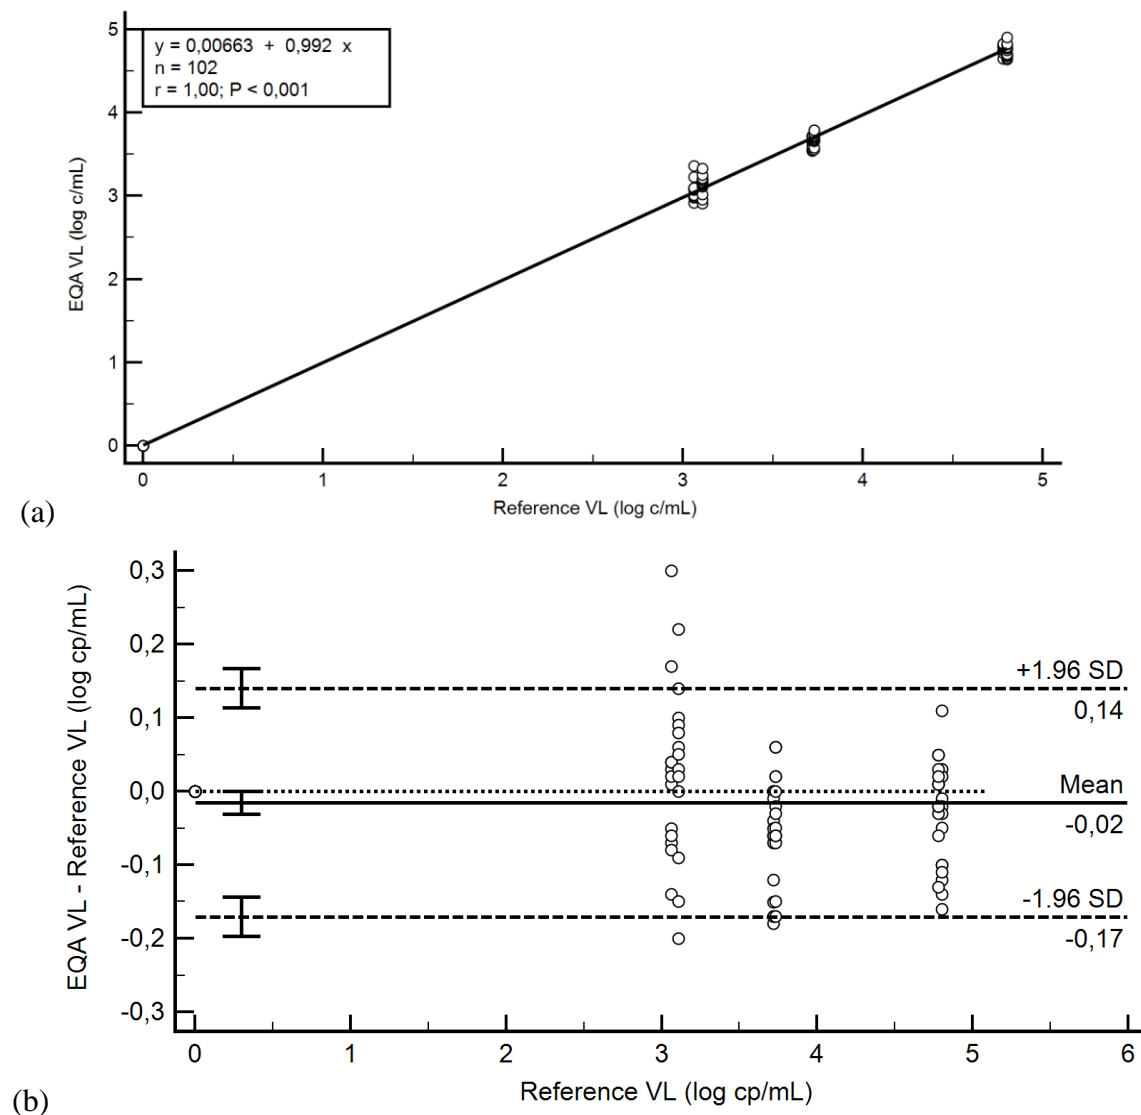 y = 0,00663 + 0,992 x
n = 102
r = 1,00; P < 0,001
EQA VL (log c/mL)
5
4
3
2
1
0
0 1 2 3 4 5
Reference VL (log c/mL)
(a)
EQA VL - Reference VL (log cp/mL)
0,3
0,2
0,1
0,0
-0,1
-0,2
-0,3
+1.96 SD
0,14
Mean
-0,02
-1.96 SD
-0,17
0 1 2 3 4 5 6
Reference VL (log cp/mL)
(b)